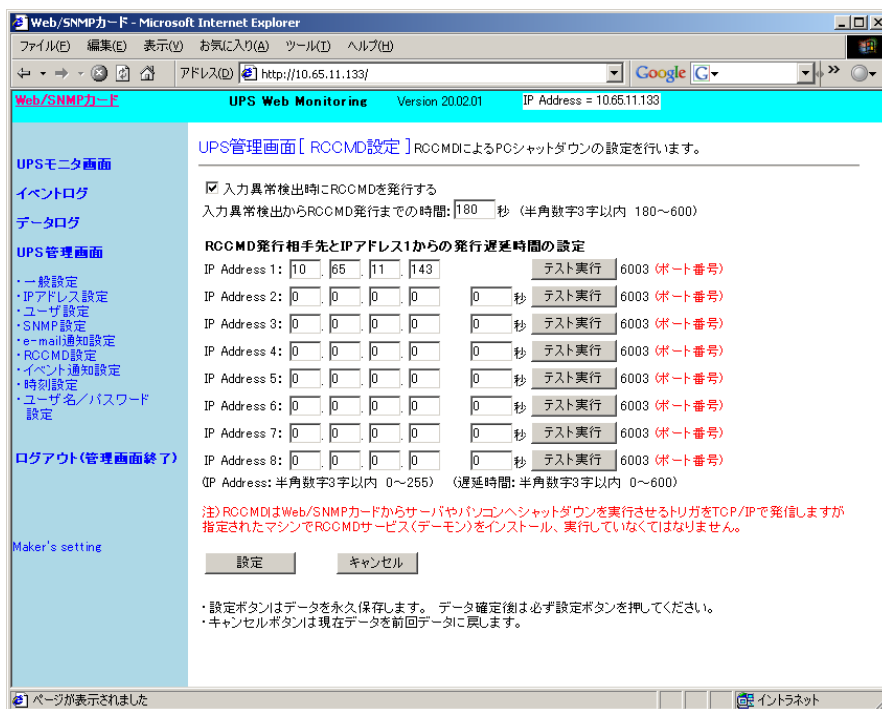 Web/SNMPカード - Microsoft Internet Explorer
ファイル(F) 編集(E) 表示(V) お気に入り(A) ツール(T) ヘルプ(H)
アドレス(D) http://10.65.11.133/ Google G
Web/SNMPカード UPS Web Monitoring Version 20.02.01 IP Address = 10.65.11.133
UPSモニタ画面
イベントログ
データログ
UPS管理画面
・一般設定
・IPアドレス設定
・ユーザ設定
・SNMP設定
・e-mail通知設定
・RCCMD設定
・イベント通知設定
・時刻設定
・ユーザ名／パスワード
設定
ログアウト(管理画面終了)
Maker's setting
UPS管理画面[ RCCMD設定 ]RCCMDIによるPCシャットダウンの設定を行います。
入力異常検出時にRCCMDを発行する
入力異常検出からRCCMD発行までの時間: 180 秒 (半角数字3字以内 180～600)
RCCMD発行相手先とIPアドレス1からの発行遅延時間の設定
IP Address 1: 10 . 65 . 11 . 143 テスト実行 6003 (ポート番号)
IP Address 2: 0 . 0 . 0 . 0 0 秒 テスト実行 6003 (ポート番号)
IP Address 3: 0 . 0 . 0 . 0 0 秒 テスト実行 6003 (ポート番号)
IP Address 4: 0 . 0 . 0 . 0 0 秒 テスト実行 6003 (ポート番号)
IP Address 5: 0 . 0 . 0 . 0 0 秒 テスト実行 6003 (ポート番号)
IP Address 6: 0 . 0 . 0 . 0 0 秒 テスト実行 6003 (ポート番号)
IP Address 7: 0 . 0 . 0 . 0 0 秒 テスト実行 6003 (ポート番号)
IP Address 8: 0 . 0 . 0 . 0 0 秒 テスト実行 6003 (ポート番号)
(IP Address: 半角数字3字以内 0～255) (遅延時間: 半角数字3字以内 0～600)
注) RCCMDIはWeb/SNMPカードからサーバやパソコンへシャットダウンを実行させるトリガをTCP/IPで発信しますが
指定されたマシンでRCCMDサービス(デーモン)をインストール、実行していなくてはなりません。
設定 キャンセル
・設定ボタンはデータを永久保存します。 データ確定後は必ず設定ボタンを押してください。
・キャンセルボタンは現在データを前回データに戻します。
ページが表示されました イントラネット